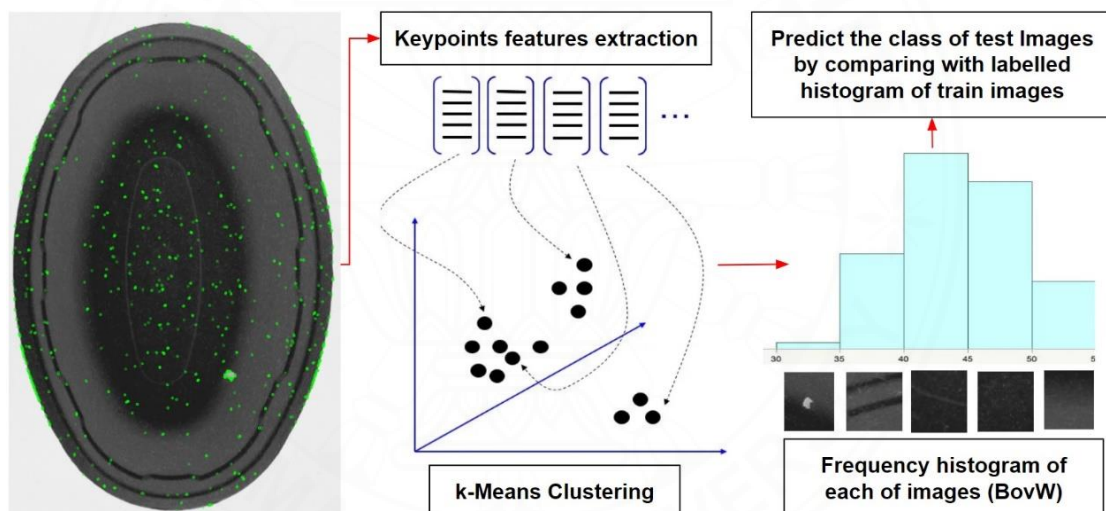 Keypoints features extraction
...
Predict the class of test Images
by comparing with labelled
histogram of train images
30 35 40 45 50 5
k-Means Clustering
Frequency histogram of
each of images (BovW)